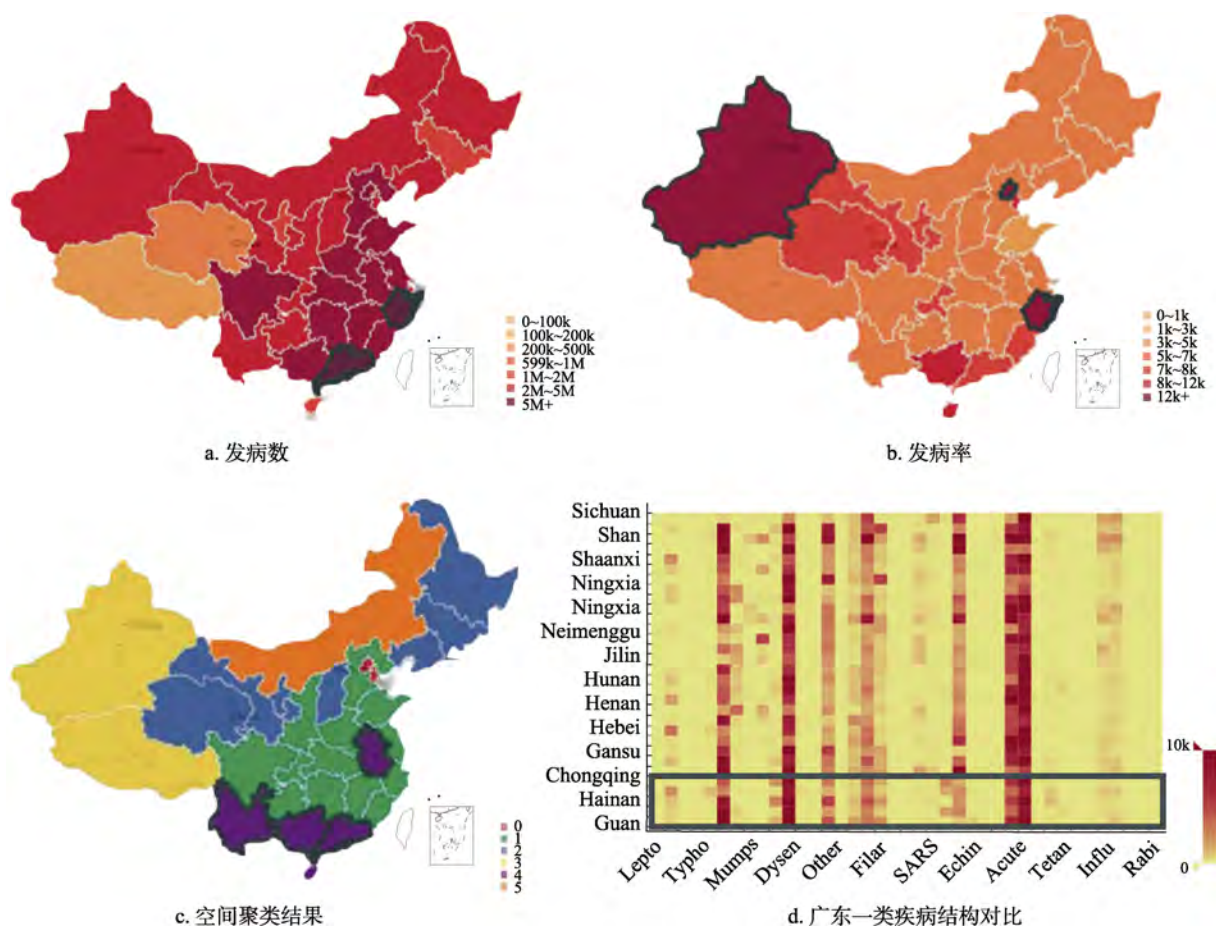 0~100k
100k~200k
200k~500k
599k~1M
1M~2M
2M~5M
5M+
a. 发病数
0~1k
1k~3k
3k~5k
5k~7k
7k~8k
8k~12k
12k+
b. 发病率
0
1
2
3
4
5
c. 空间聚类结果
Sichuan
Shan
Shaanxi
Ningxia
Ningxia
Neimenggu
Jilin
Hunan
Henan
Hebei
Gansu
Chongqing
Hainan
Guan
Lepto
Typho
Mumps
Dysen
Other
Filar
SARS
Echin
Acute
Tetan
Influ
Rabi
10k
0
d. 广东一类疾病结构对比